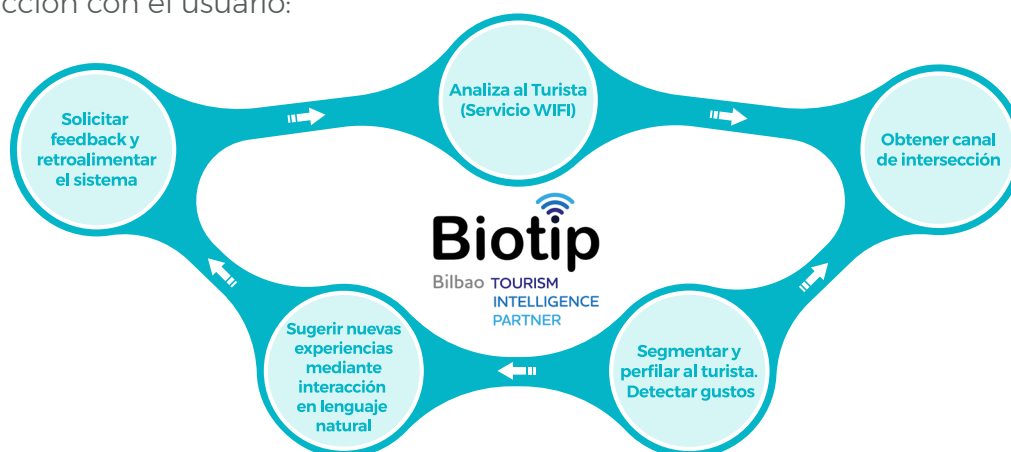 cción con el usuario:
Analiza al Turista
(Servicio WIFI)
Solicitar
feedback y
retroalimentar
el sistema
Obtener canal
de intersección
Biotip
Bilbao TOURISM
INTELLIGENCE
PARTNER
Sugerir nuevas
experiencias
mediante
interacción
en lenguaje
natural
Segmentar y
perfilar al turista.
Detectar gustos